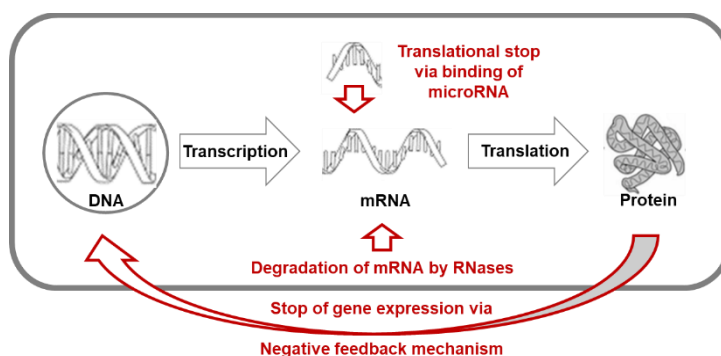 Translational stop
via binding of
microRNA
Transcription
Translation
DNA
mRNA
Protein
Degradation of mRNA by RNases
Stop of gene expression via
Negative feedback mechanism